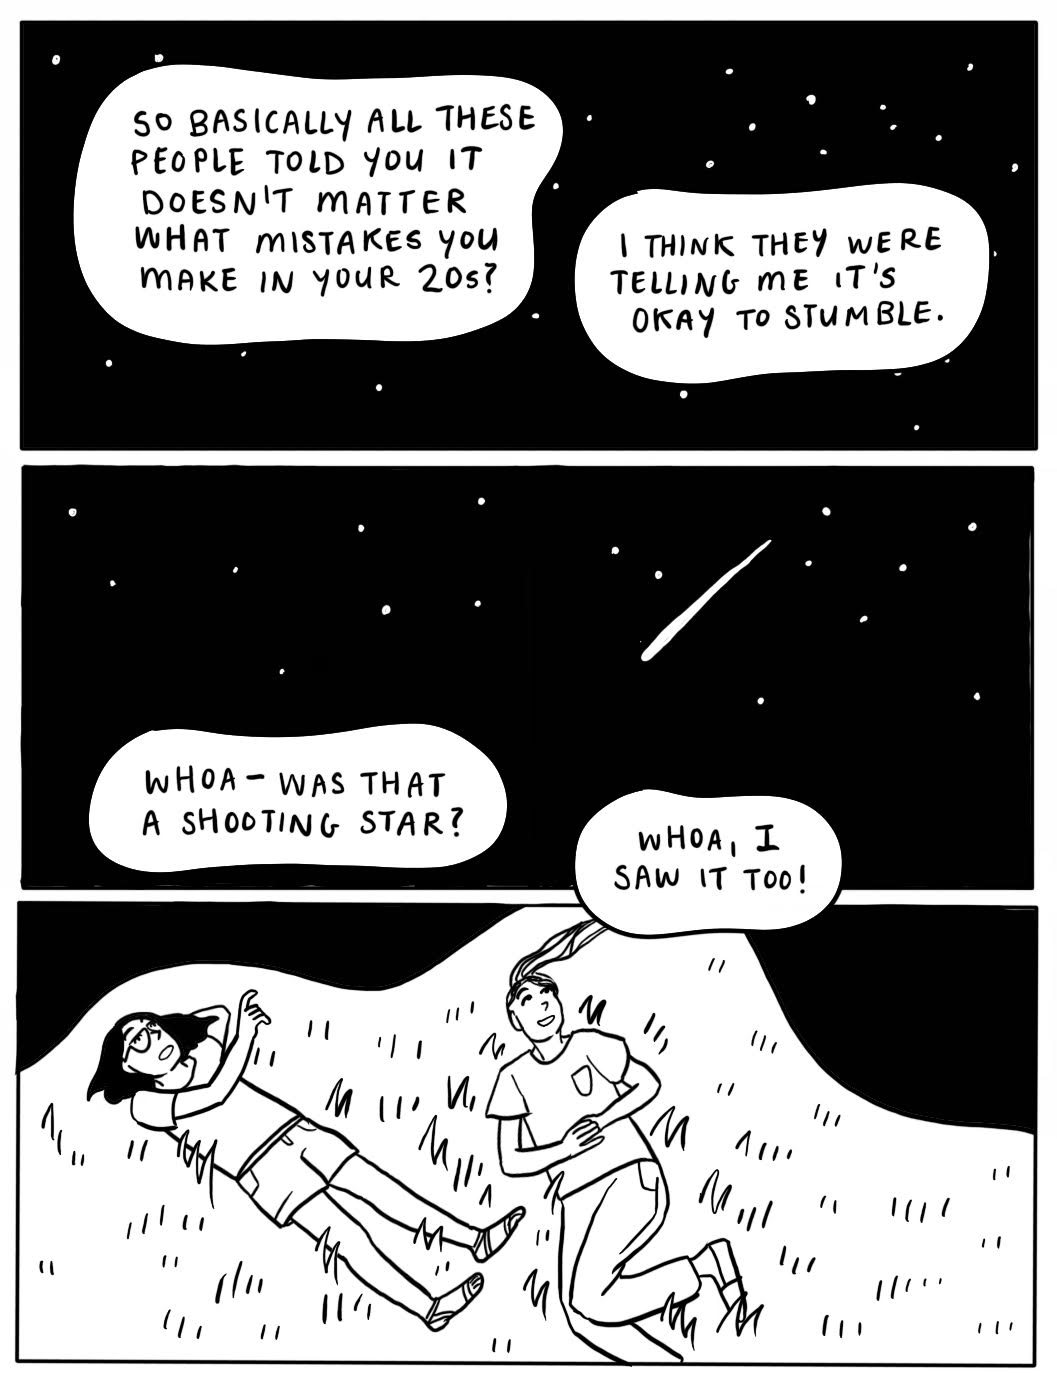 SO BASICALLY ALL THESE
PEOPLE TOLD YOU IT
DOESN'T MATTER
WHAT MISTAKES YOU
MAKE IN YOUR 20s?
I THINK THEY WERE
TELLING ME IT'S
OKAY TO STUMBLE.
WHOA - WAS THAT
A SHOOTING STAR?
WHOA, I
SAW IT TOO!